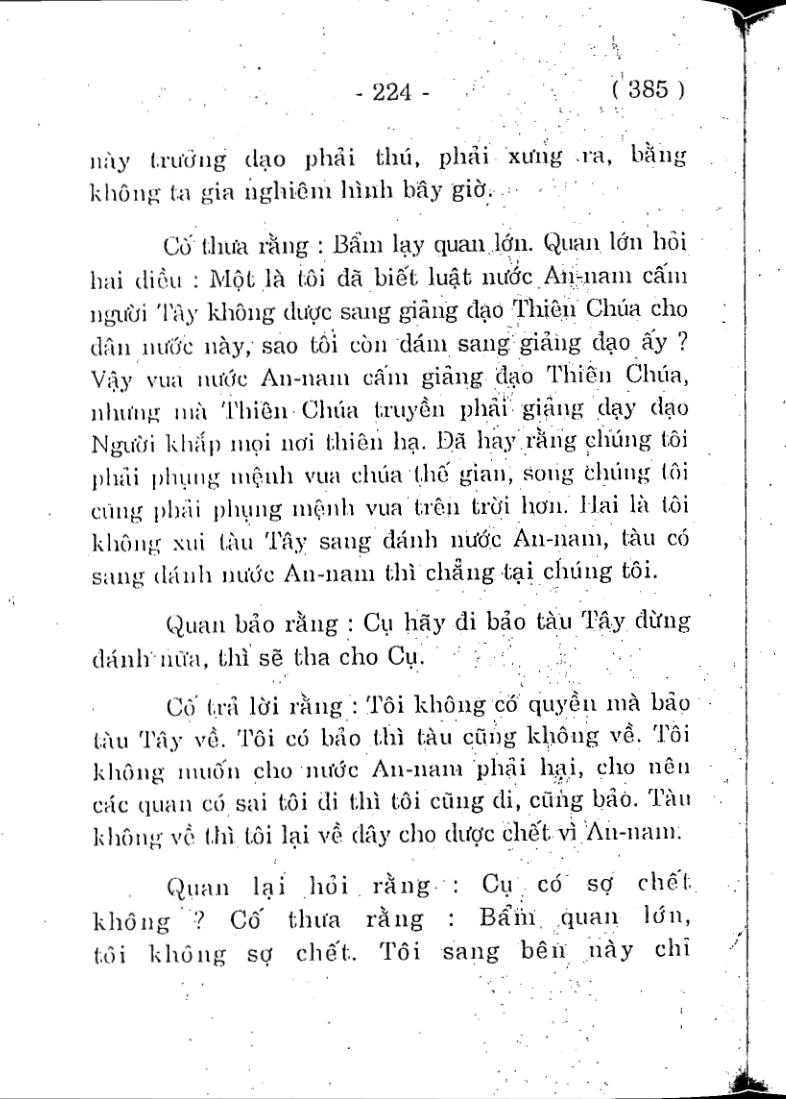 - 224 -
( 385 )
này trưởng đạo phải thú, phải xưng ra, bằng
không ta gia nghiêm hình bây giờ.
Cố thưa rằng : Bẩm lạy quan lớn. Quan lớn hỏi
hai điều : Một là tôi đã biết luật nước An-nam cấm
người Tây không được sang giảng đạo Thiên Chúa cho
dân nước này, sao tôi còn dám sang giảng đạo ấy ?
Vậy vua nước An-nam cấm giảng đạo Thiên Chúa,
nhưng mà Thiên Chúa truyền phải giảng dạy đạo
Người khắp mọi nơi thiên hạ. Đã hay rằng chúng tôi
phải phụng mệnh vua chúa thế gian, song chúng tôi
cũng phải phụng mệnh vua trên trời hơn. Hai là tôi
không xui tàu Tây sang đánh nước An-nam, tàu có
sang đánh nước An-nam thì chẳng tại chúng tôi.
Quan bảo rằng : Cụ hãy đi bảo tàu Tây đừng
đánh nữa, thì sẽ tha cho Cụ.
Cố trả lời rằng : Tôi không có quyền mà bảo
tàu Tây về. Tôi có bảo thì tàu cũng không về. Tôi
không muốn cho nước An-nam phải hại, cho nên
các quan có sai tôi đi thì tôi cũng đi, cũng bảo. Tàu
không về thì tôi lại về đây cho được chết vì An-nam.
Quan lại hỏi rằng : Cụ có sợ chết
không ? Cố thưa rằng : Bẩm quan lớn,
tôi không sợ chết. Tôi sang bên này chỉ